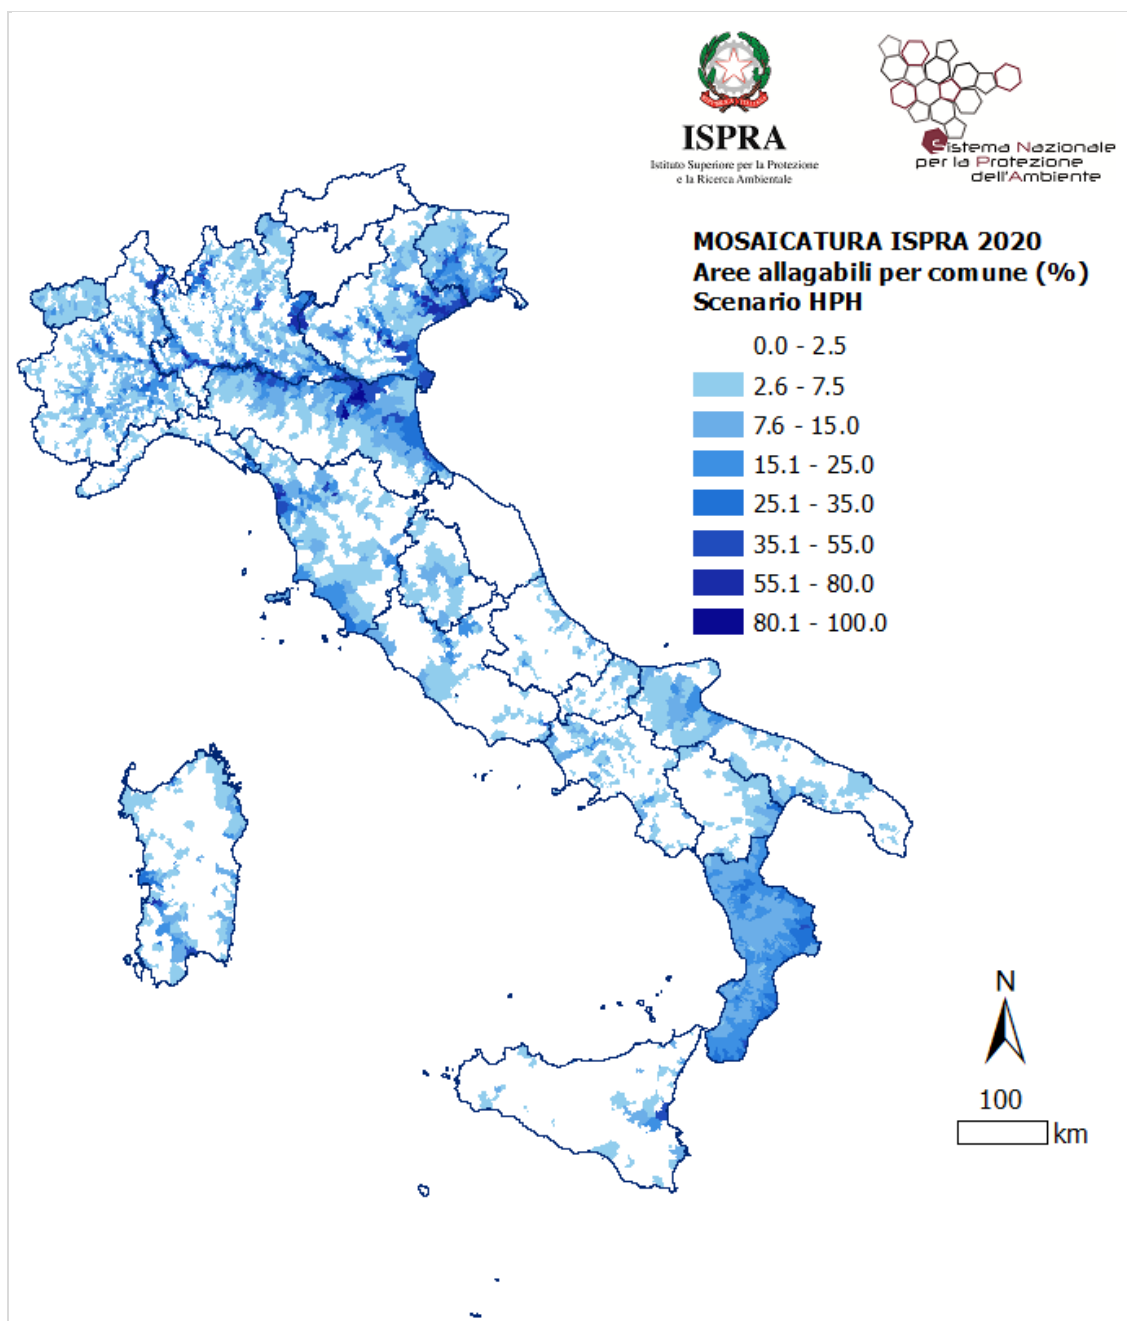 ISPRA
Istituto Superiore per la Protezione
e la Ricerca Ambientale
Sistema Nazionale
per la Protezione
dell'Ambiente
MOSAICATURA ISPRA 2020
Aree allagabili per comune (%)
Scenario HPH
0.0 - 2.5
2.6 - 7.5
7.6 - 15.0
15.1 - 25.0
25.1 - 35.0
35.1 - 55.0
55.1 - 80.0
80.1 - 100.0
N
100
km